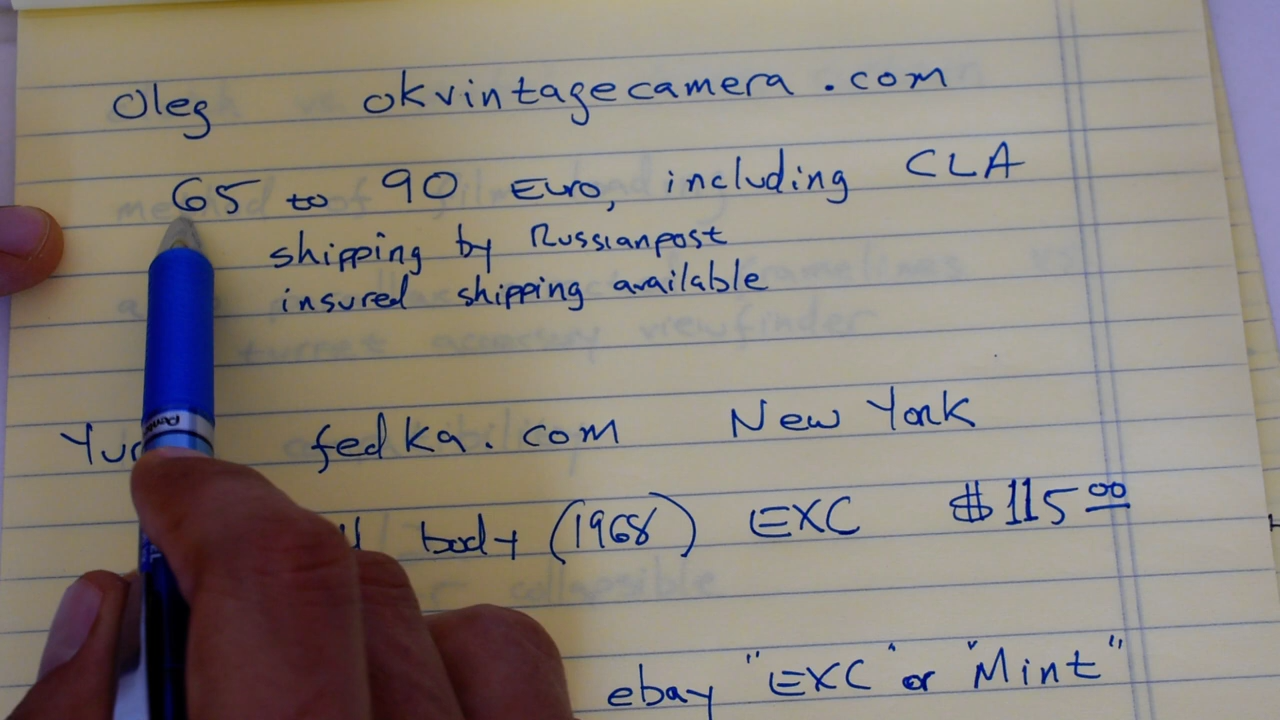 Oleg okvintagecamera.com
65 to 90 Euro, including CLA
shipping by Russianpost
insured shipping available
fedka.com New York
body (1968) EXC $115.00
ebay "EXC" or "Mint"